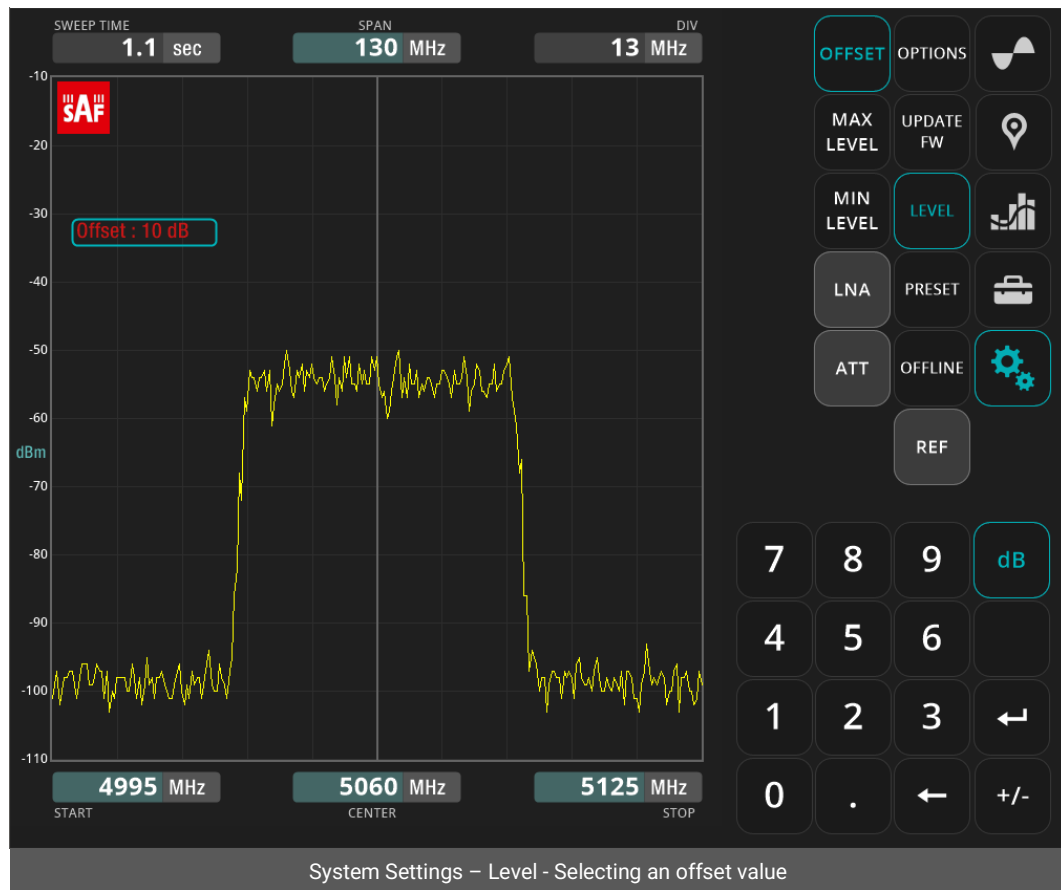 SWEEP TIME SPAN DIV
1.1 sec 130 MHz 13 MHz
-10
SAF
-20
-30
Offset : 10 dB
-40
-50
-60
dBm
-70
-80
-90
-100
-110
4995 MHz 5060 MHz 5125 MHz
START CENTER STOP
OFFSET OPTIONS
MAX LEVEL UPDATE FW
MIN LEVEL LEVEL
LNA PRESET
ATT OFFLINE
REF
7 8 9 dB
4 5 6
1 2 3
0 . +/-
System Settings – Level - Selecting an offset value